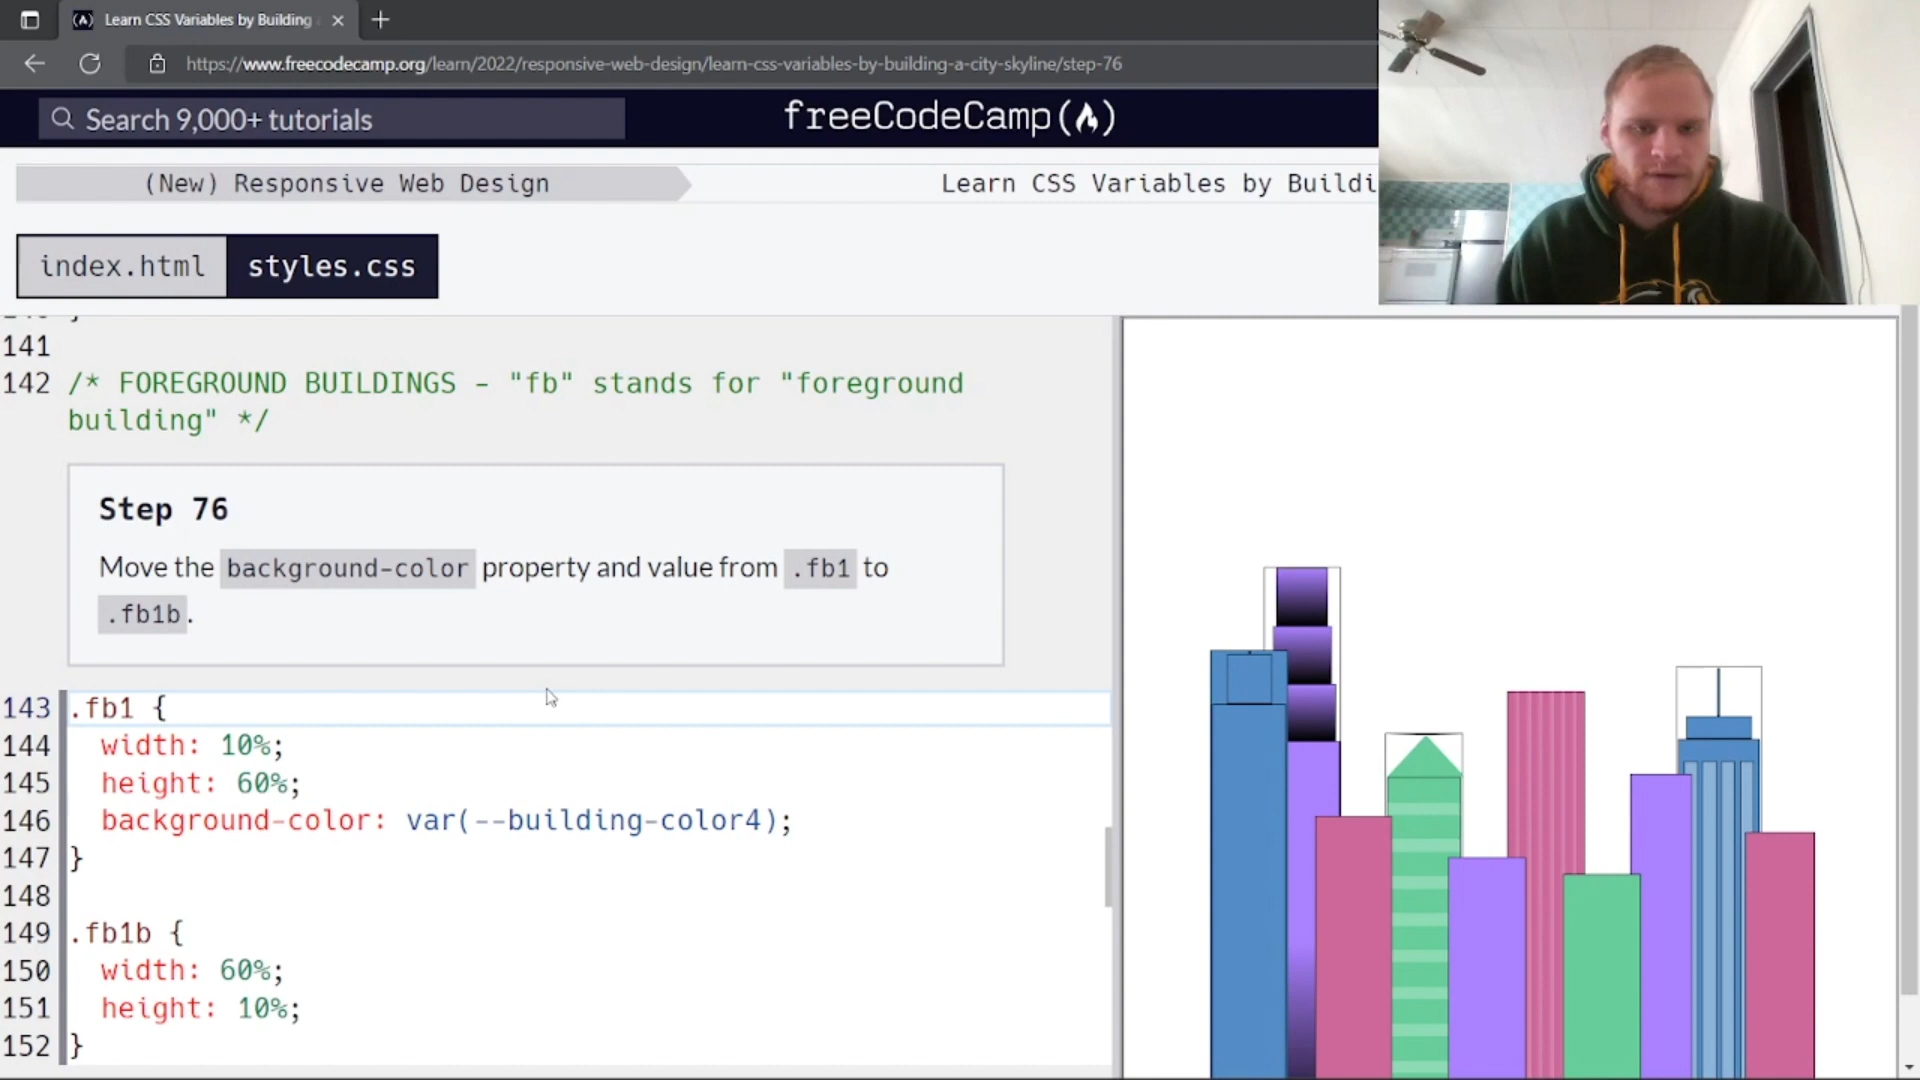 Learn CSS Variables by Building
https://www.freecodecamp.org/learn/2022/responsive-web-design/learn-css-variables-by-building-a-city-skyline/step-76
Search 9,000+ tutorials
freeCodeCamp
(New) Responsive Web Design
Learn CSS Variables by Buildi
index.html
styles.css
141
142 /* FOREGROUND BUILDINGS - "fb" stands for "foreground
building" */
Step 76
Move the background-color property and value from .fb1 to
.fb1b.
143 .fb1 {
144 width: 10%;
145 height: 60%;
146 background-color: var(--building-color4);
147 }
148
149 .fb1b {
150 width: 60%;
151 height: 10%;
152 }